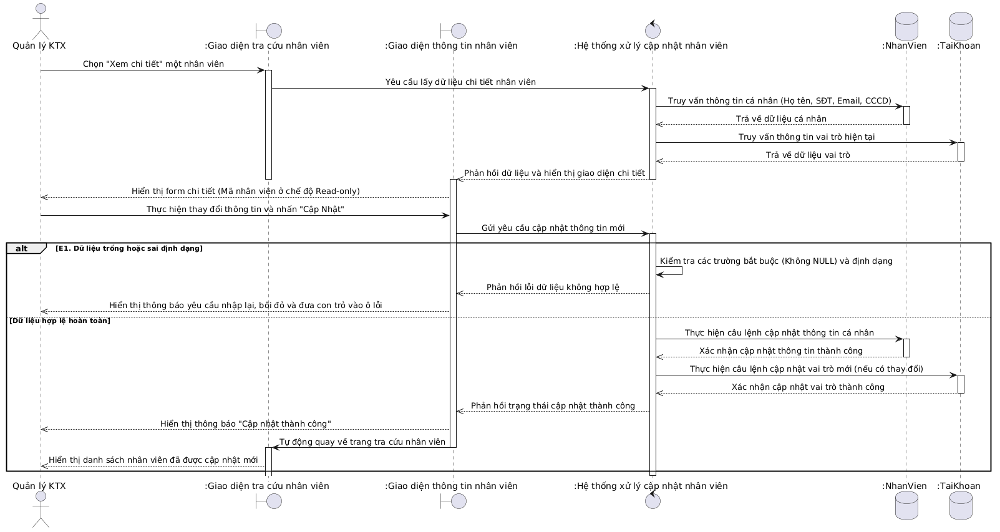 Quản lý KTX
:Giao diện tra cứu nhân viên
:Giao diện thông tin nhân viên
:Hệ thống xử lý cập nhật nhân viên
:NhanVien
:TaiKhoan
Chọn "Xem chi tiết" một nhân viên
Yêu cầu lấy dữ liệu chi tiết nhân viên
Truy vấn thông tin cá nhân (Họ tên, SĐT, Email, CCCD)
Trả về dữ liệu cá nhân
Truy vấn thông tin vai trò hiện tại
Trả về dữ liệu vai trò
Phản hồi dữ liệu và hiển thị giao diện chi tiết
Hiển thị form chi tiết (Mã nhân viên ở chế độ Read-only)
Thực hiện thay đổi thông tin và nhấn "Cập Nhật"
Gửi yêu cầu cập nhật thông tin mới
alt [E1. Dữ liệu trống hoặc sai định dạng]
Kiểm tra các trường bắt buộc (Không NULL) và định dạng
Phản hồi lỗi dữ liệu không hợp lệ
Hiển thị thông báo yêu cầu nhập lại, bôi đỏ và đưa con trỏ vào ô lỗi
[Dữ liệu hợp lệ hoàn toàn]
Thực hiện câu lệnh cập nhật thông tin cá nhân
Xác nhận cập nhật thông tin thành công
Thực hiện câu lệnh cập nhật vai trò mới (nếu có thay đổi)
Xác nhận cập nhật vai trò thành công
Phản hồi trạng thái cập nhật thành công
Hiển thị thông báo "Cập nhật thành công"
Tự động quay về trang tra cứu nhân viên
Hiển thị danh sách nhân viên đã được cập nhật mới
Quản lý KTX
:Giao diện tra cứu nhân viên
:Giao diện thông tin nhân viên
:Hệ thống xử lý cập nhật nhân viên
:NhanVien
:TaiKhoan